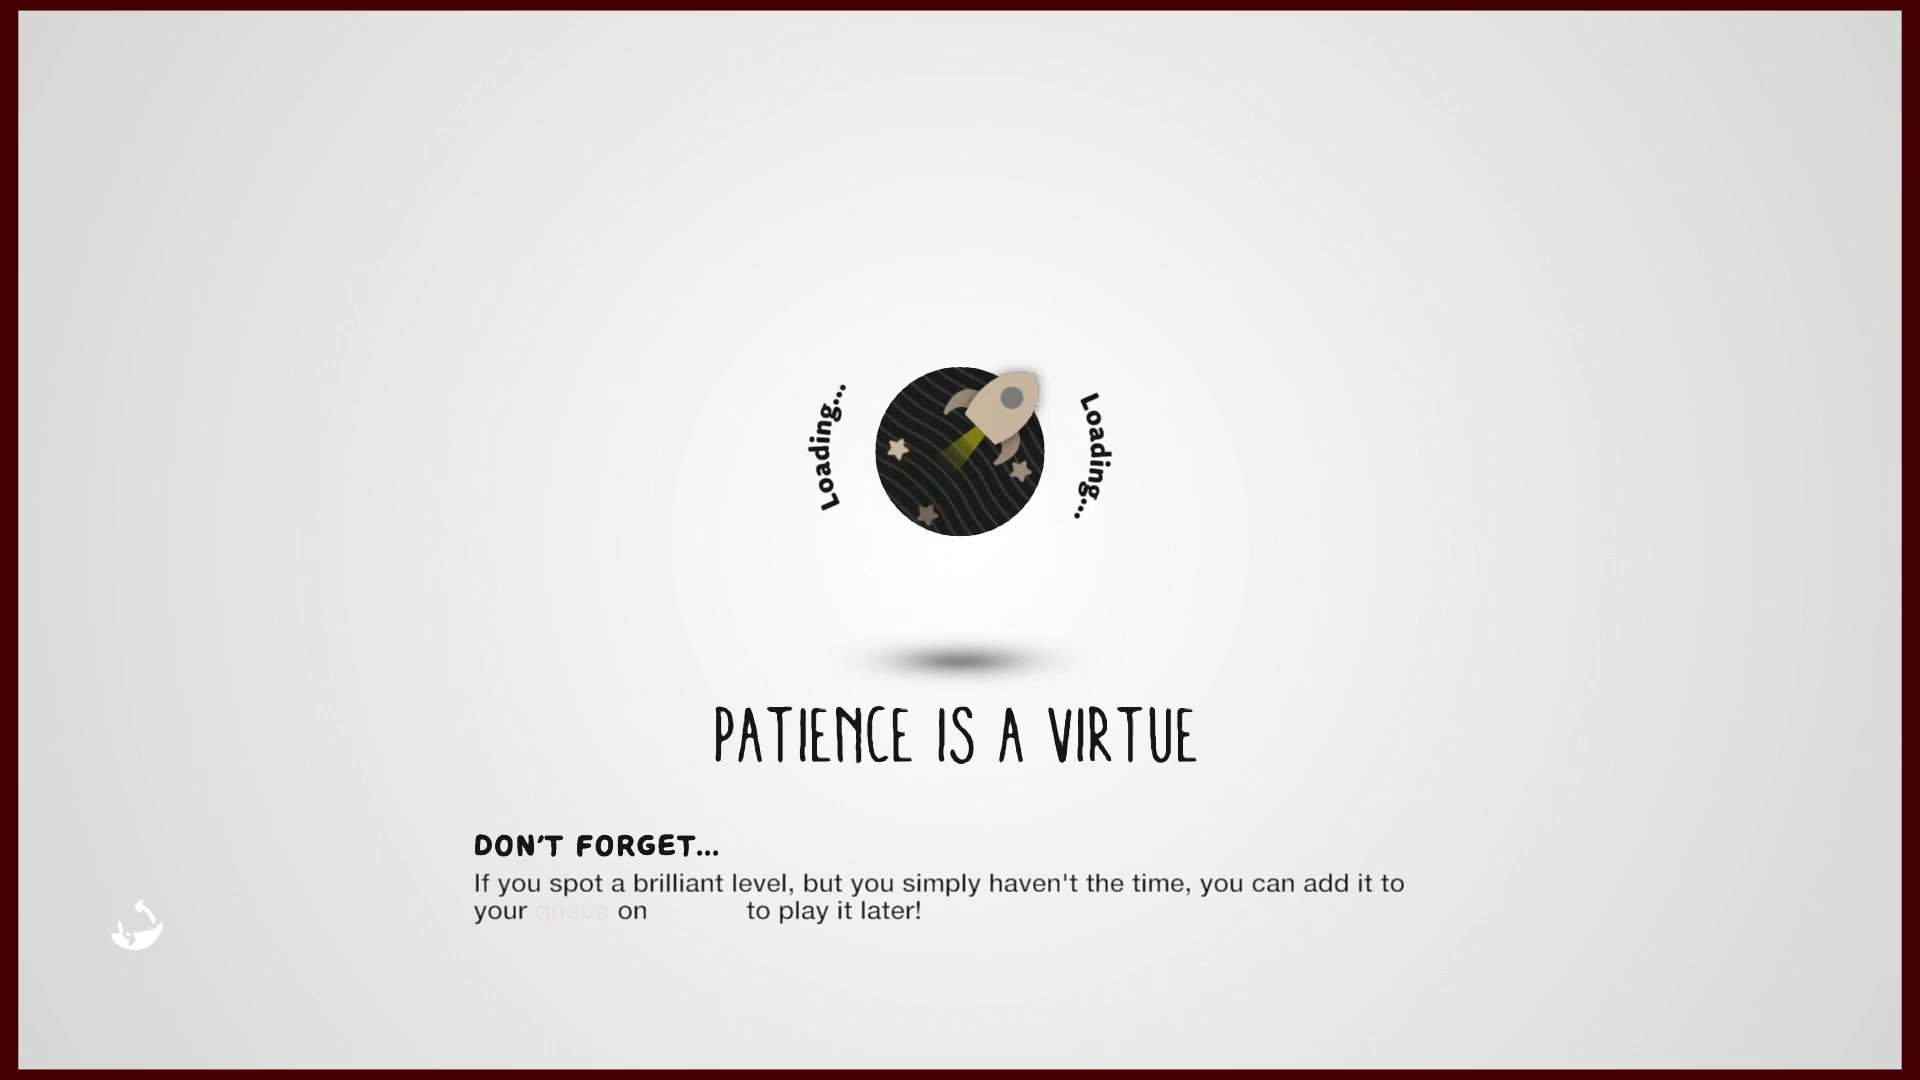 Loading...
Loading...
PATIENCE IS A VIRTUE
DON'T FORGET...
If you spot a brilliant level, but you simply haven't the time, you can add it to
your queue on to play it later!